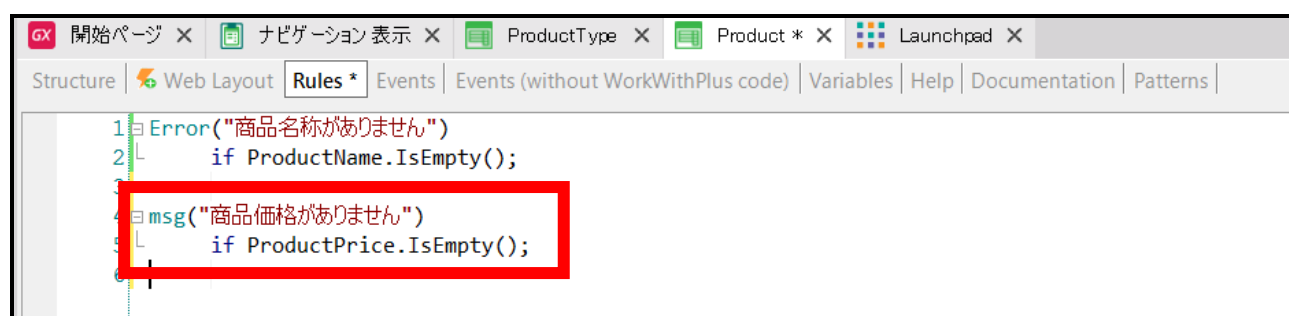 GX 開始ページ × ナビゲーション 表示 × ProductType × Product * × Launchpad ×
Structure Web Layout Rules * Events Events (without WorkWithPlus code) Variables Help Documentation Patterns
1 Error("商品名称がありません")
2 if ProductName.IsEmpty();
3
4 msg("商品価格がありません")
5 if ProductPrice.IsEmpty();
6